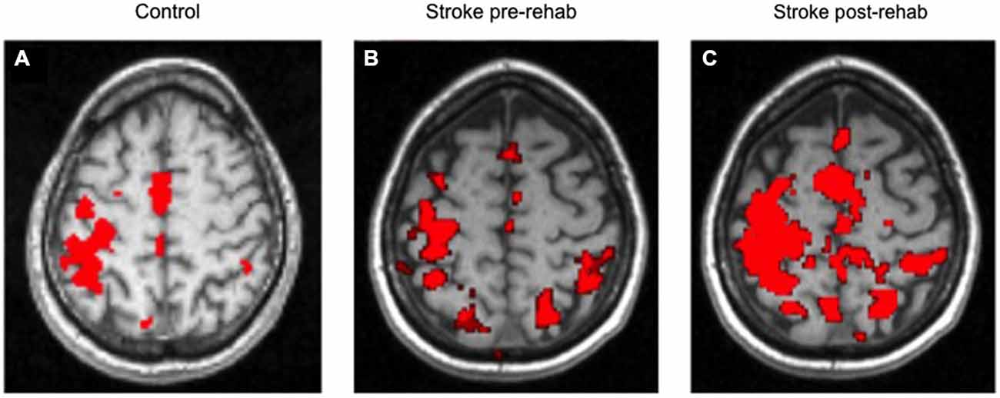 Control
Stroke pre-rehab
Stroke post-rehab
A
B
C